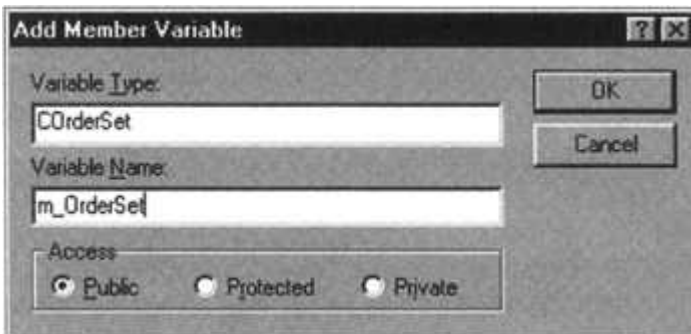 Add Member Variable
Variable Type:
COrderSet
OK
Cancel
Variable Name:
m_OrderSet
Access
Public Protected Private